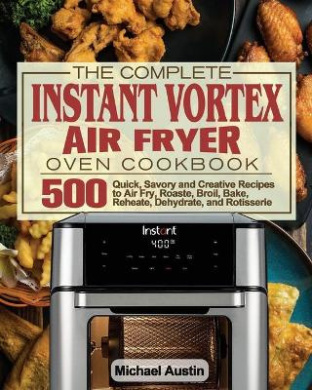 THE COMPLETE
INSTANT VORTEX
AIR FRYER
OVEN COOKBOOK
500 Quick, Savory and Creative Recipes
to Air Fry, Roaste, Broil, Bake,
Reheate, Dehydrate, and Rotisserie
Instant
400
Michael Austin